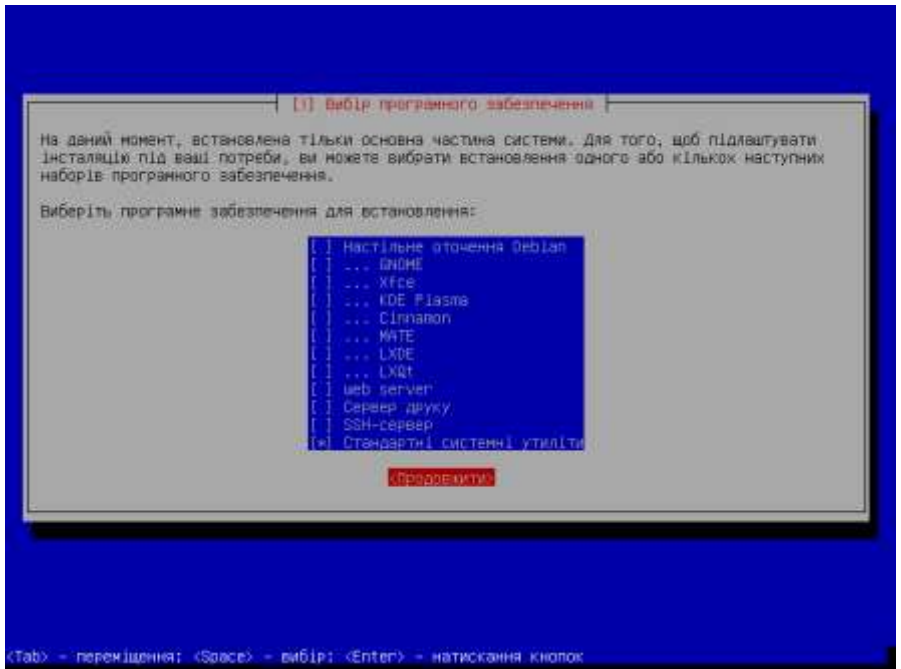 [!] Вибір програмного забезпечення
На даний момент, встановлена тільки основна частина системи. Для того, щоб підлаштувати
інсталяцію під ваші потреби, ви можете вибрати встановлення одного або кількох наступних
наборів програмного забезпечення.
Виберіть програмне забезпечення для встановлення:
[ ] Настільне оточення Debian
[ ] ... GNOME
[ ] ... Xfce
[ ] ... KDE Plasma
[ ] ... Cinnamon
[ ] ... MATE
[ ] ... LXDE
[ ] ... LXQt
[ ] web server
[ ] Сервер друку
[ ] SSH-сервер
[*] Стандартні системні утиліти
<Продовжити>
<Tab> - переміщення; <Space> - вибір; <Enter> - натискання кнопок